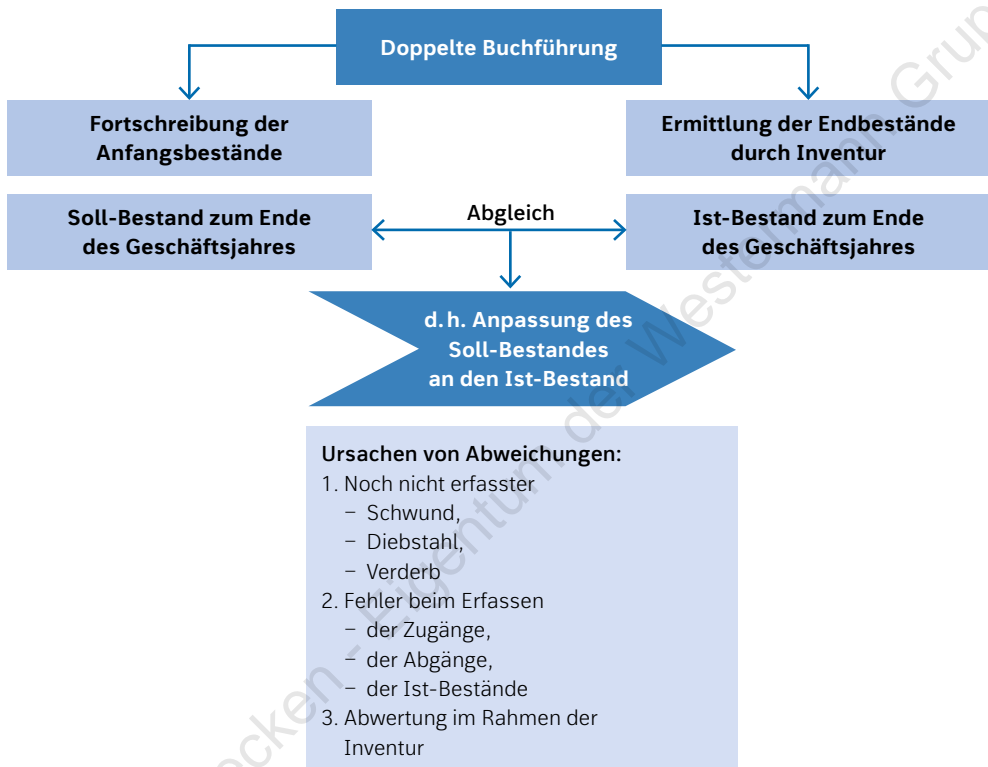 Doppelte Buchführung
Fortschreibung der
Anfangsbestände
Ermittlung der Endbestände
durch Inventur
Soll-Bestand zum Ende
des Geschäftsjahres
Abgleich
Ist-Bestand zum Ende
des Geschäftsjahres
d.h. Anpassung des
Soll-Bestandes
an den Ist-Bestand
Ursachen von Abweichungen:
1. Noch nicht erfasster
– Schwund,
– Diebstahl,
– Verderb
2. Fehler beim Erfassen
– der Zugänge,
– der Abgänge,
– der Ist-Bestände
3. Abwertung im Rahmen der
Inventur
- Eigentum der Westermann